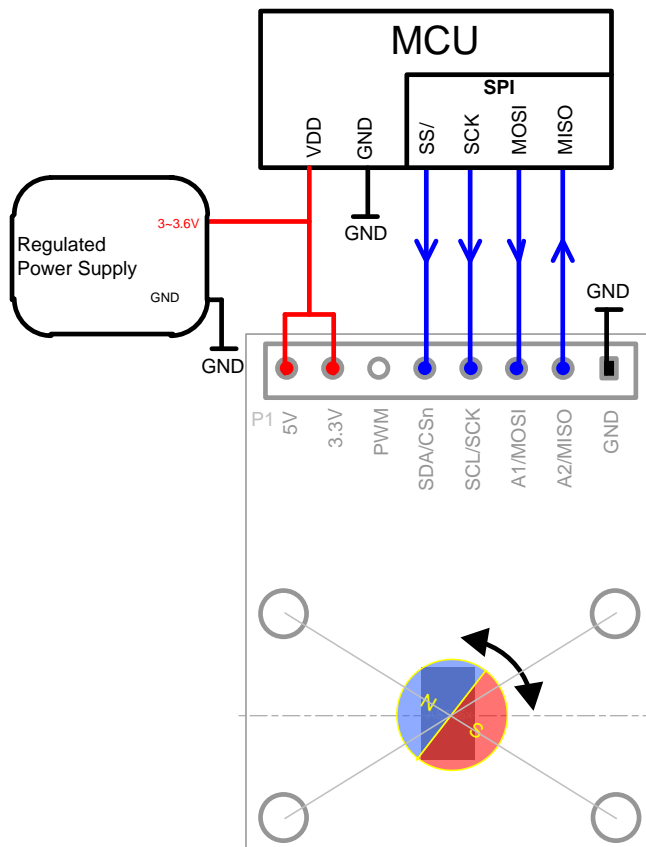 MCU
SPI
VDD
GND
SS/
SCK
MOSI
MISO
GND
3~3.6V
Regulated
Power Supply
GND
GND
GND
P1
5V
3.3V
PWM
SDA/CSn
SCL/SCK
A1/MOSI
A2/MISO
GND
N
S